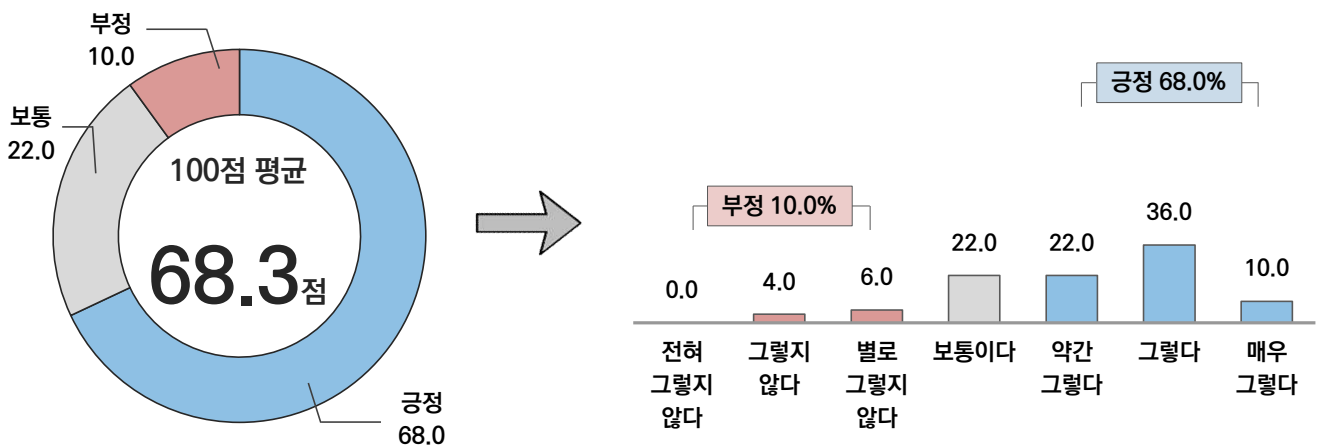 부정
10.0
보통
22.0
100점 평균
68.3점
긍정
68.0
긍정 68.0%
부정 10.0%
0.0
4.0
6.0
22.0
22.0
36.0
10.0
전혀
그렇지
않다
그렇지
않다
별로
그렇지
않다
보통이다
약간
그렇다
그렇다
매우
그렇다